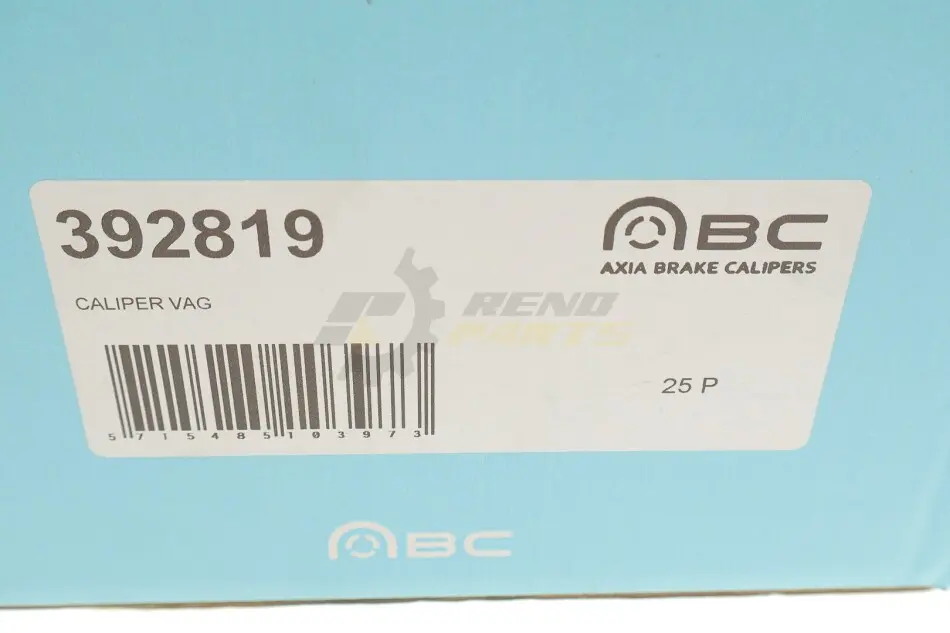 392819
ABC
AXIA BRAKE CALIPERS
CALIPER VAG
RENO
PARTS
25 P
5715485103973
ABC